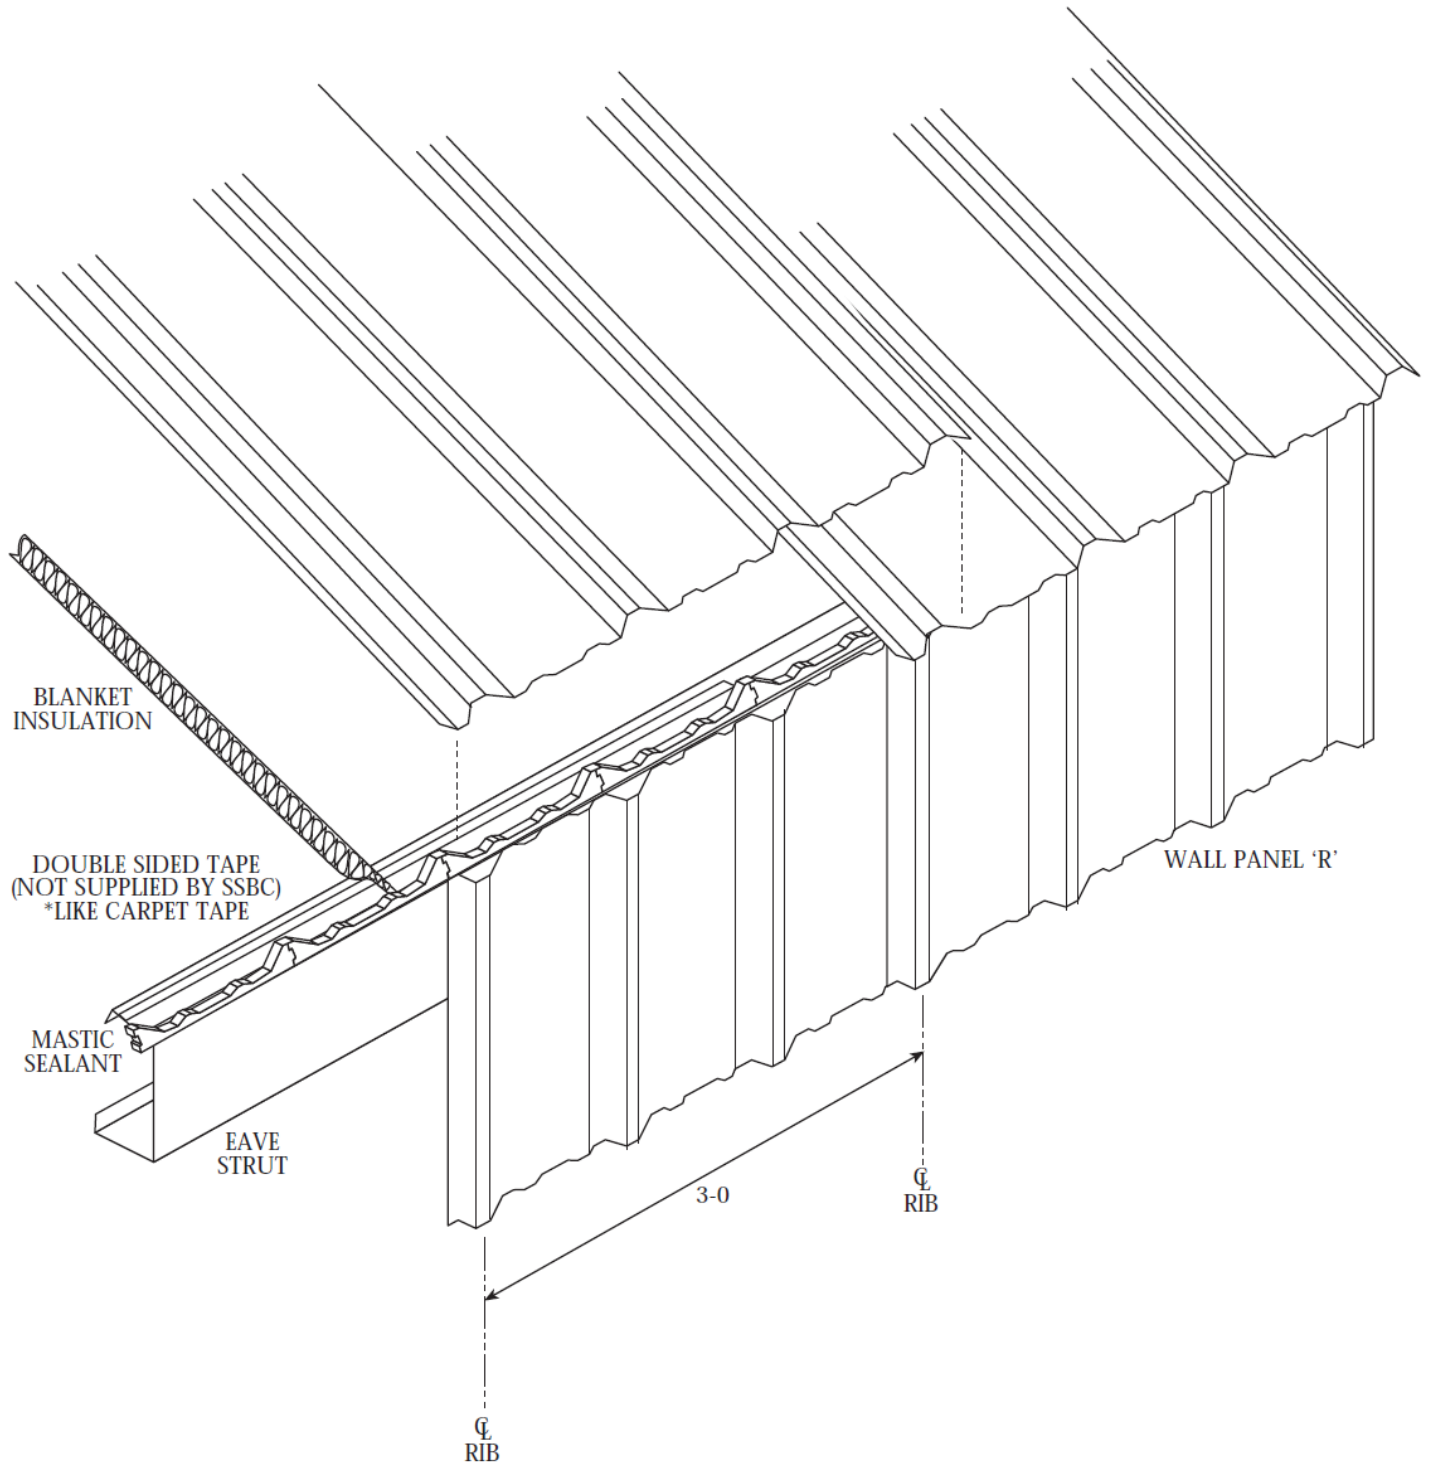 BLANKET
INSULATION
DOUBLE SIDED TAPE
(NOT SUPPLIED BY SSBC)
*LIKE CARPET TAPE
WALL PANEL ‘R’
MASTIC
SEALANT
EAVE
STRUT
3-0
℄
RIB
℄
RIB